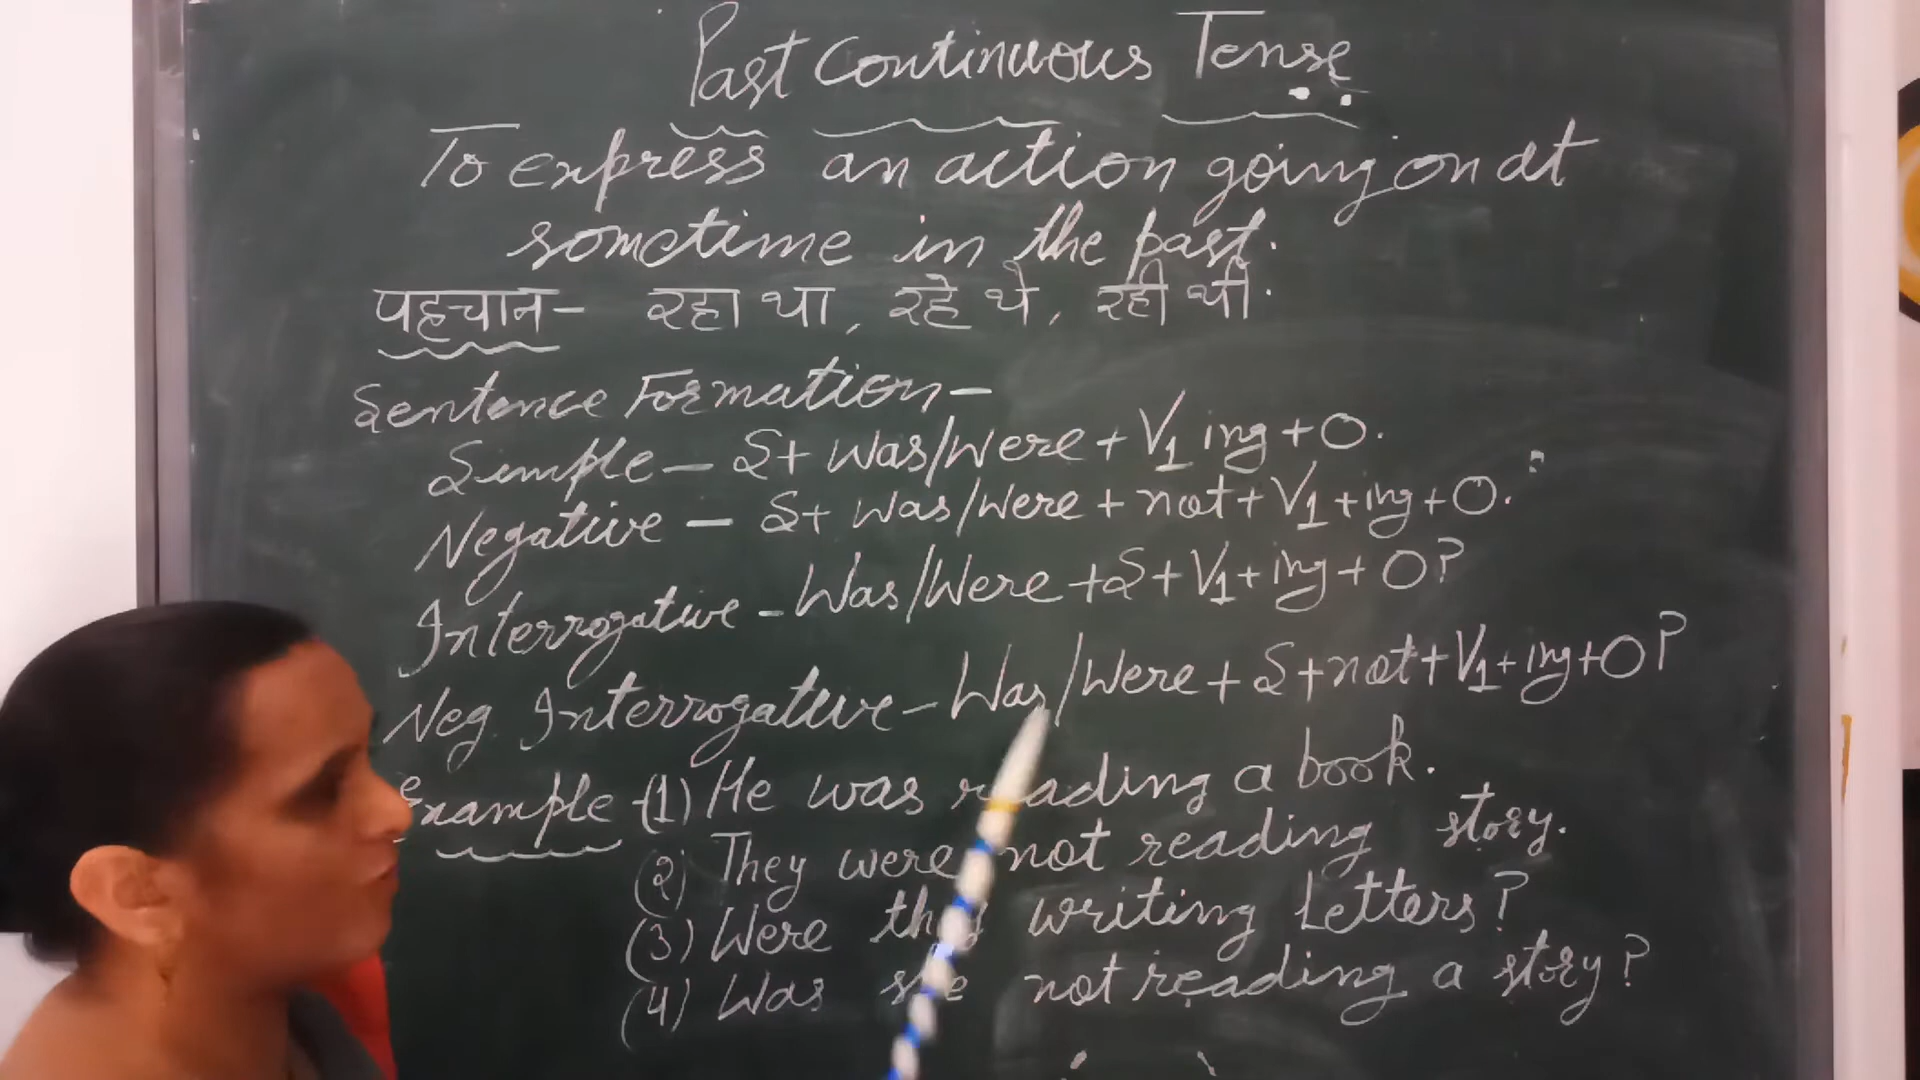 Past Continuous Tense
To express an action going on at
sometime in the past.
पहचान- रहा था, रहे थे, रही थी.
Sentence Formation-
Simple - S+ was/were + V1 ing + O.
Negative - S+ was/were + not + V1 + ing + O.
Interrogative - Was/Were + S + V1 + ing + O?
Neg. Interrogative - Was/Were + S + not + V1 + ing + O?
Example -(1) He was reading a book.
(2) They were not reading story.
(3) Were they writing Letters?
(4) Was she not reading a story?